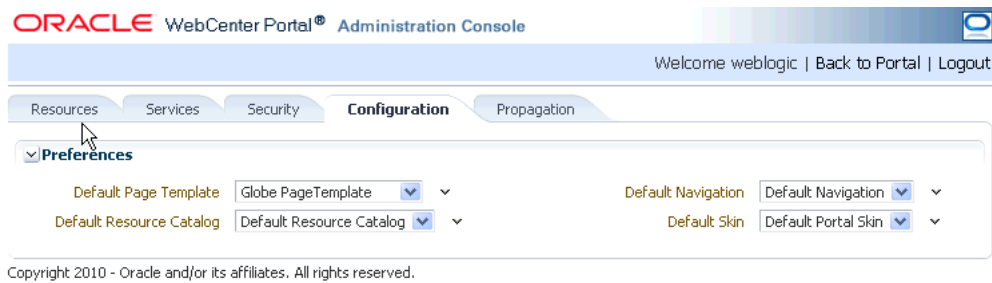 ORACLE WebCenter Portal® Administration Console
Welcome weblogic | Back to Portal | Logout
Resources Services Security Configuration Propagation
Preferences
Default Page Template Globe PageTemplate Default Navigation Default Navigation
Default Resource Catalog Default Resource Catalog Default Skin Default Portal Skin
Copyright 2010 - Oracle and/or its affiliates. All rights reserved.